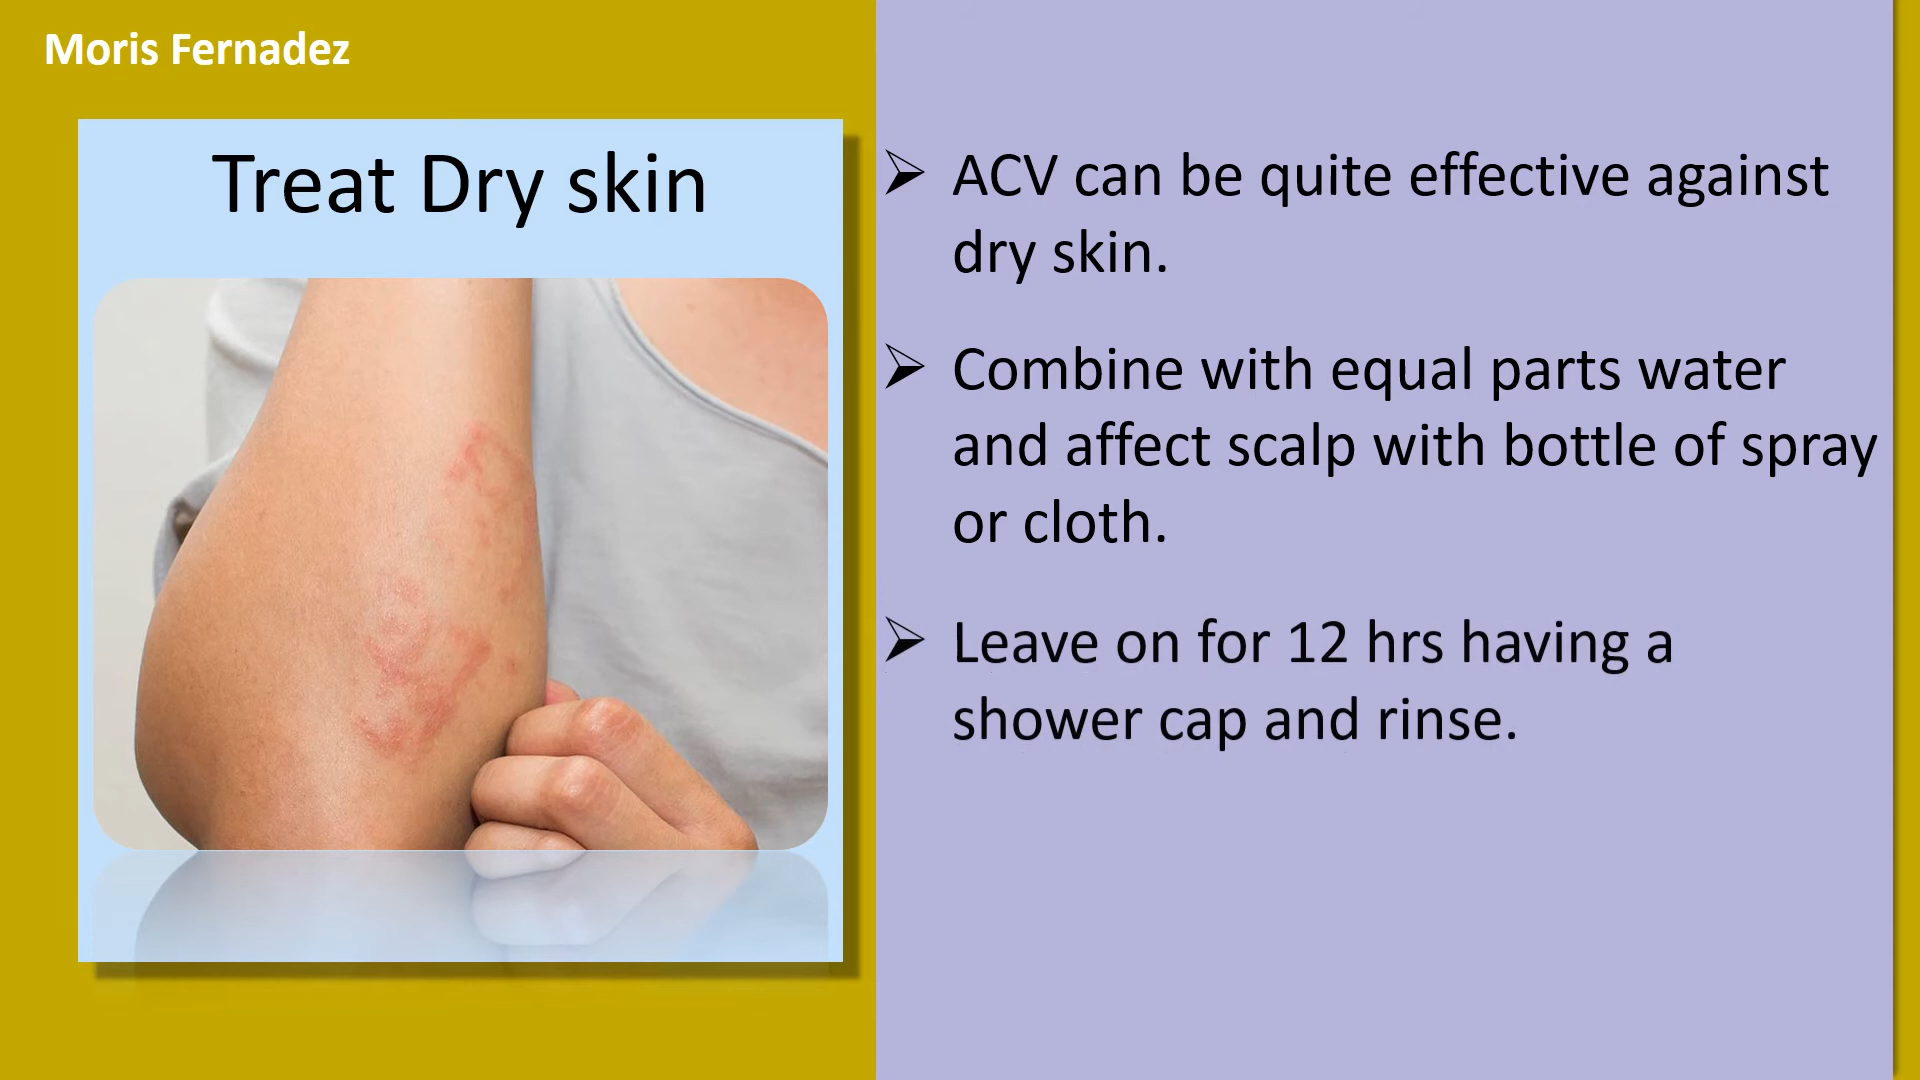 Moris Fernadez
Treat Dry skin
➢ ACV can be quite effective against
dry skin.
➢ Combine with equal parts water
and affect scalp with bottle of spray
or cloth.
➢ Leave on for 12 hrs having a
shower cap and rinse.